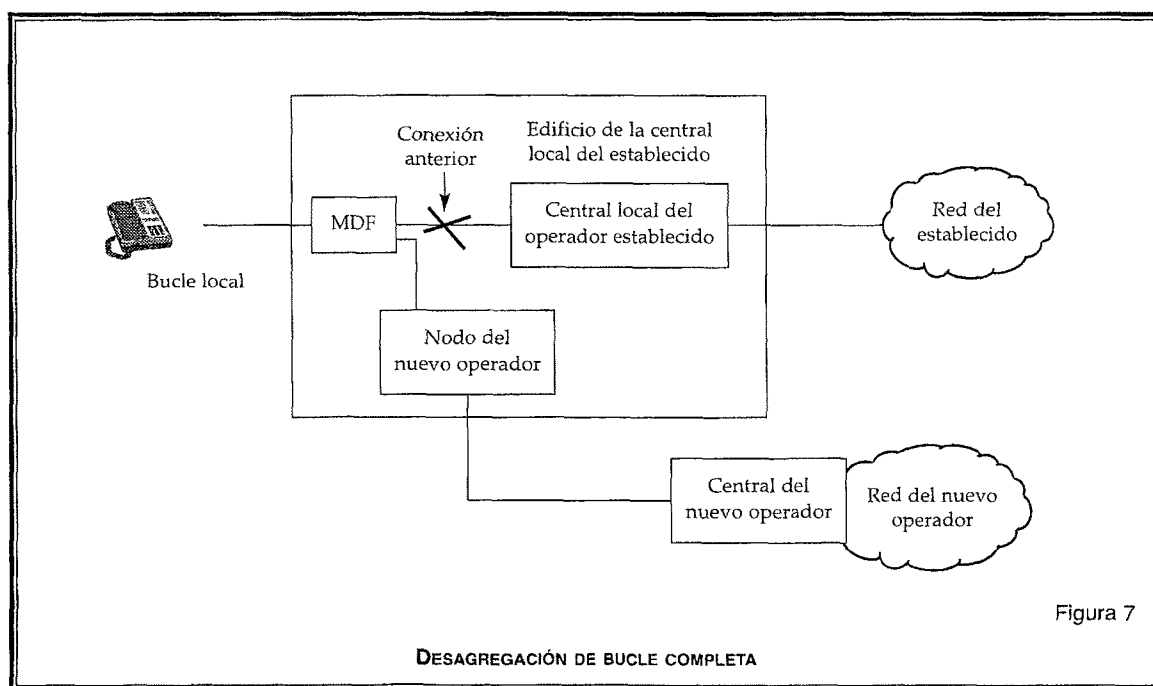 Conexión
anterior
Edificio de la central
local del establecido
MDF
Central local del
operador establecido
Red del
establecido
Bucle local
Nodo del
nuevo operador
Central del
nuevo operador
Red del nuevo
operador
Figura 7
DESAGREGACIÓN DE BUCLE COMPLETA